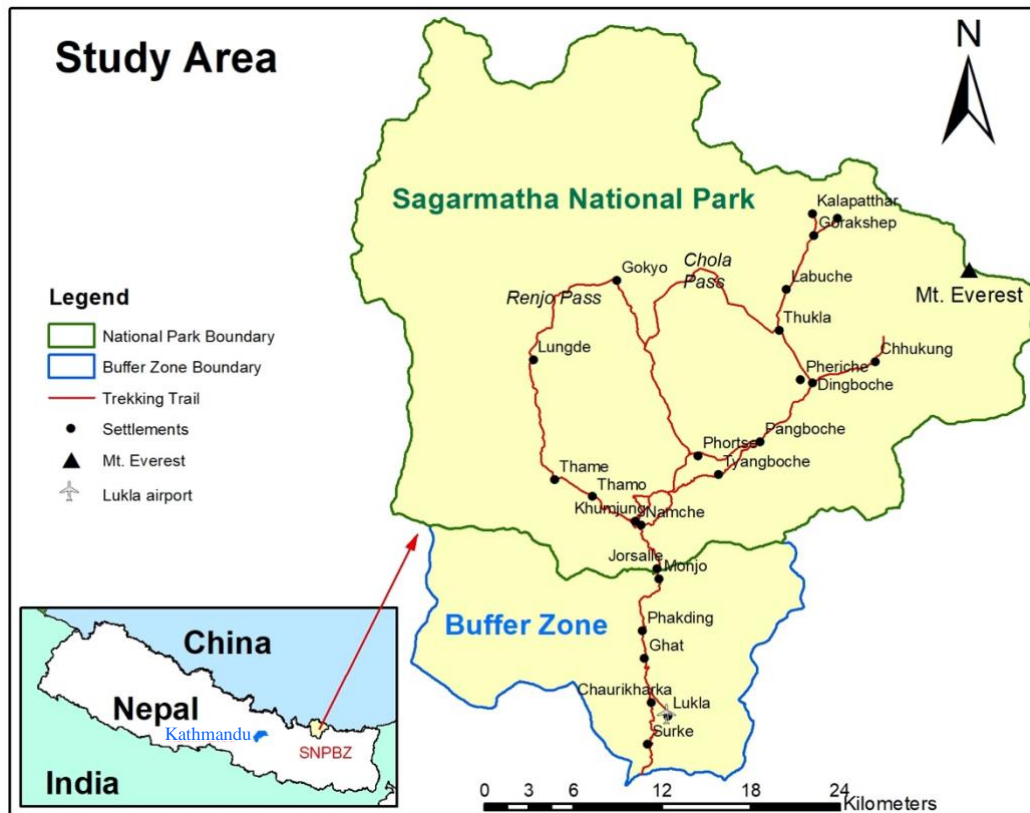 Study Area
N
Sagarmatha National Park
Kalapatthar
Gorakshep
Chola
Pass
Gokyo
Renjo Pass
Labuche
Mt. Everest
Thukla
Lungde
Chhukung
Pheriche
Dingboche
Pangboche
Phortse
Tyangboche
Thame
Thamo
Khumjung
Namche
Jorsalle
Monjo
Phakding
Buffer Zone
Ghat
Chaurikharka
Lukla
Surke
Legend
National Park Boundary
Buffer Zone Boundary
Trekking Trail
Settlements
Mt. Everest
Lukla airport
China
Nepal
Kathmandu
SNPBZ
India
0 3 6 12 18 24
Kilometers